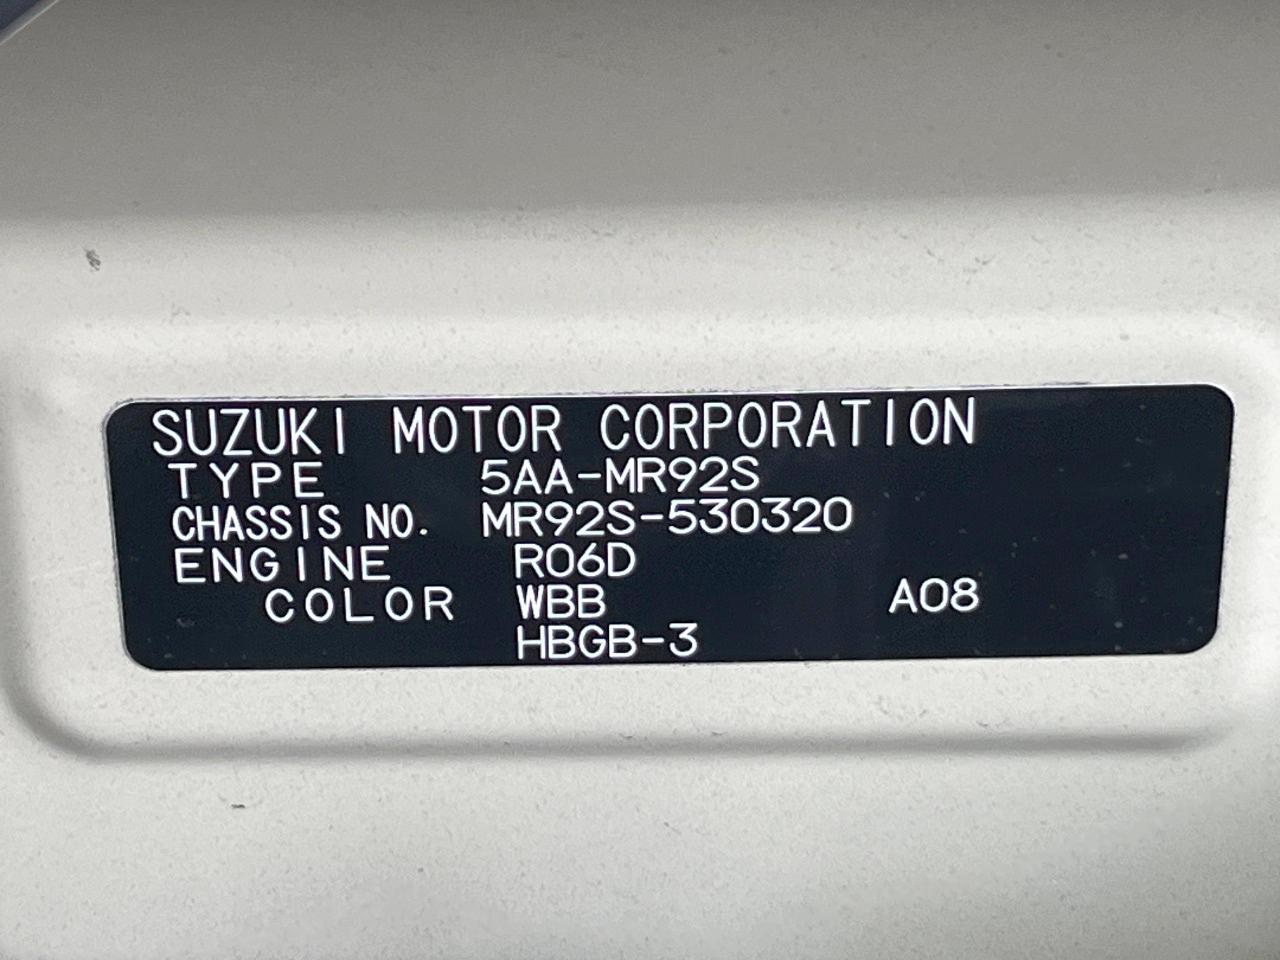 SUZUKI MOTOR CORPORATION
TYPE 5AA-MR92S
CHASSIS NO. MR92S-530320
ENGINE R06D
COLOR WBB A08
HBGB-3